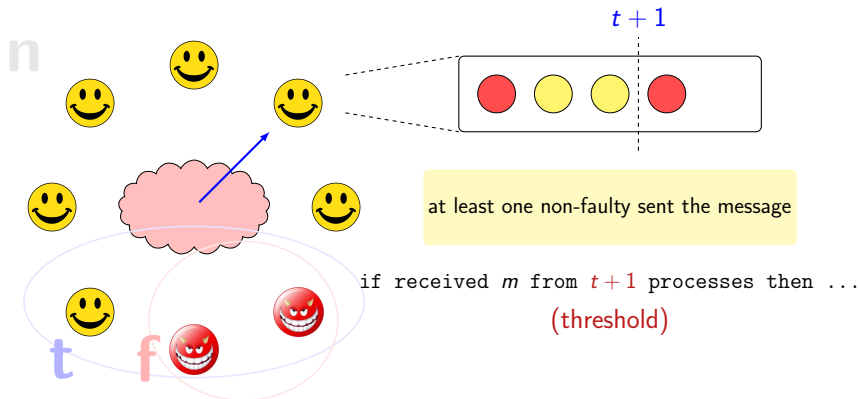 t + 1
n
at least one non-faulty sent the message
if received m from t + 1 processes then ...
(threshold)
t
f